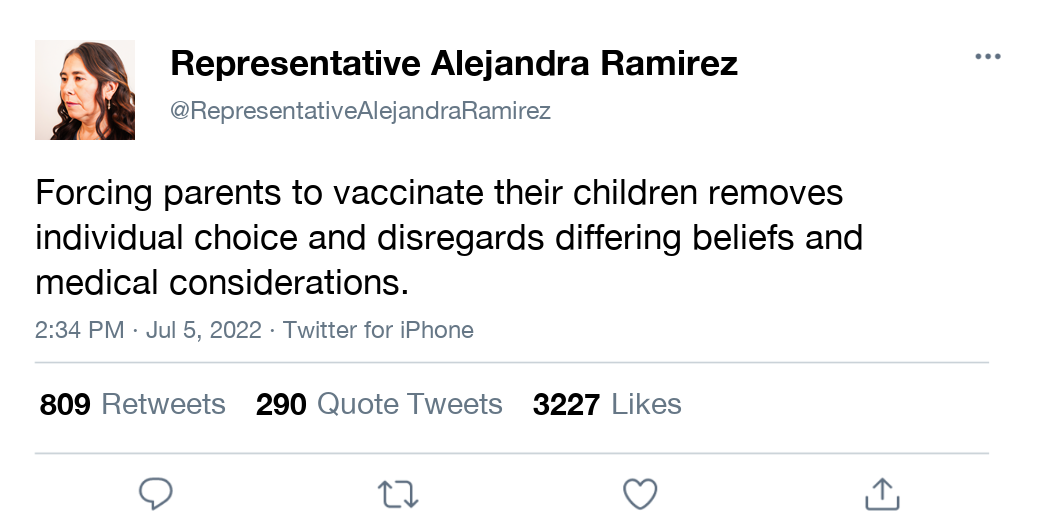 Representative Alejandra Ramirez
@RepresentativeAlejandraRamirez
Forcing parents to vaccinate their children removes
individual choice and disregards differing beliefs and
medical considerations.
2:34 PM · Jul 5, 2022 · Twitter for iPhone
809 Retweets 290 Quote Tweets 3227 Likes